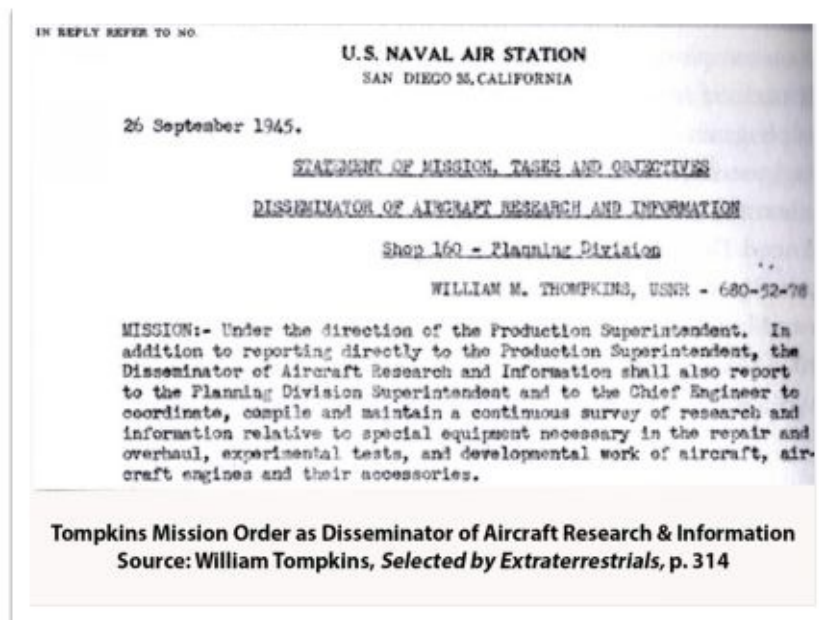 IN REPLY REFER TO NO.
U.S. NAVAL AIR STATION
SAN DIEGO 35, CALIFORNIA
26 September 1945.
STATEMENT OF MISSION, TASKS AND OBJECTIVES
DISSEMINATOR OF AIRCRAFT RESEARCH AND INFORMATION
Shop 160 - Planning Division
WILLIAM M. THOMPKINS, USNR - 680-52-78
MISSION:- Under the direction of the Production Superintendent. In
addition to reporting directly to the Production Superintendent, the
Disseminator of Aircraft Research and Information shall also report
to the Planning Division Superintendent and to the Chief Engineer to
coordinate, compile and maintain a continuous survey of research and
information relative to special equipment necessary in the repair and
overhaul, experimental tests, and developmental work of aircraft, air-
craft engines and their accessories.
Tompkins Mission Order as Disseminator of Aircraft Research & Information
Source: William Tompkins, Selected by Extraterrestrials, p. 314